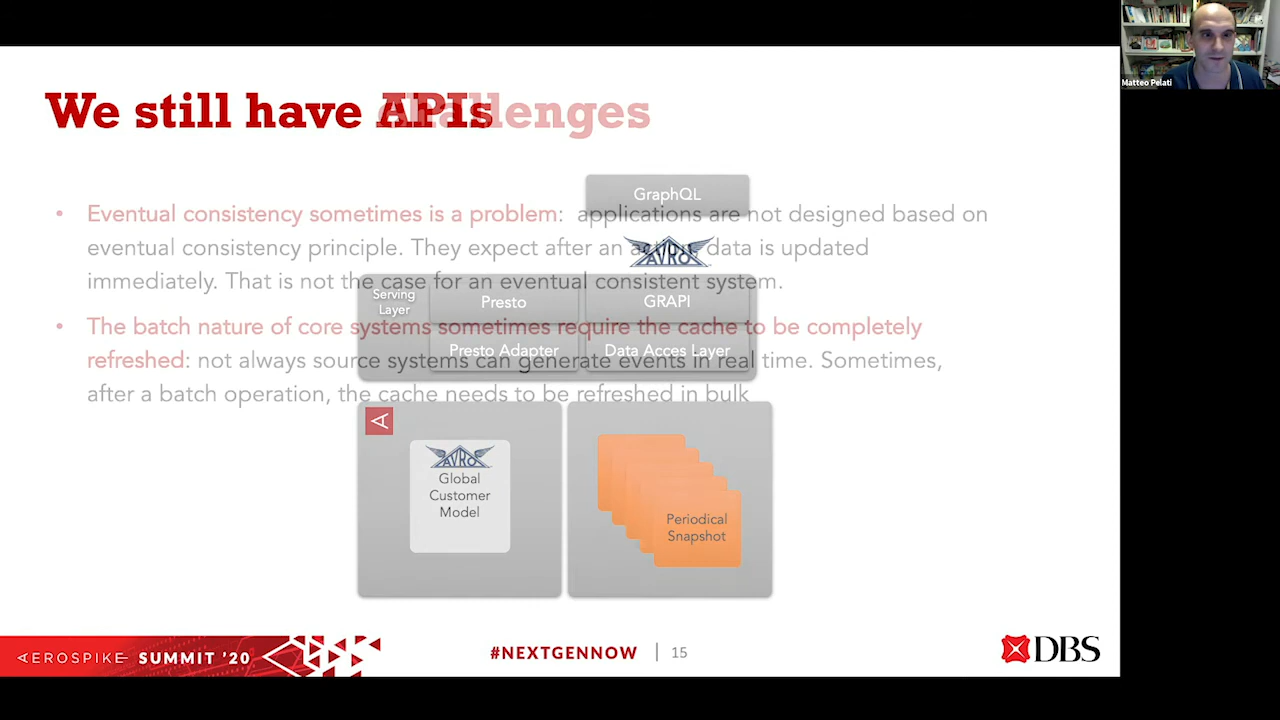 Matteo Pelati
We still have APIs
challenges
GraphQL
• Eventual consistency sometimes is a problem: applications are not designed based on
eventual consistency principle. They expect after an action, data is updated
immediately. That is not the case for an eventual consistent system.
AVRO
Serving
Layer
Presto
GRAPI
• The batch nature of core systems sometimes require the cache to be completely
refreshed: not always source systems can generate events in real time. Sometimes,
after a batch operation, the cache needs to be refreshed in bulk
Presto Adapter
Data Acces Layer
AVRO
Global
Customer
Model
Periodical
Snapshot
AEROSPIKE SUMMIT '20
#NEXTGENNOW | 15
DBS